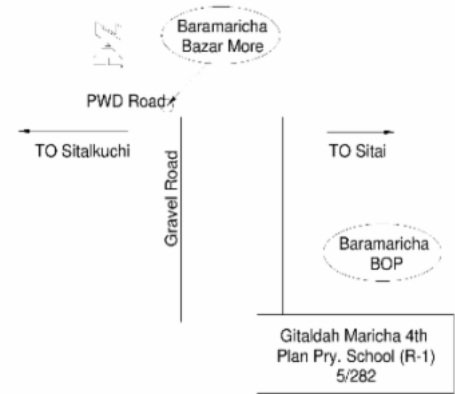 Baramaricha
Bazar More
PWD Road
TO Sitalkuchi
TO Sitai
Gravel Road
Baramaricha
BOP
Gitaldah Maricha 4th
Plan Pry. School (R-1)
5/282